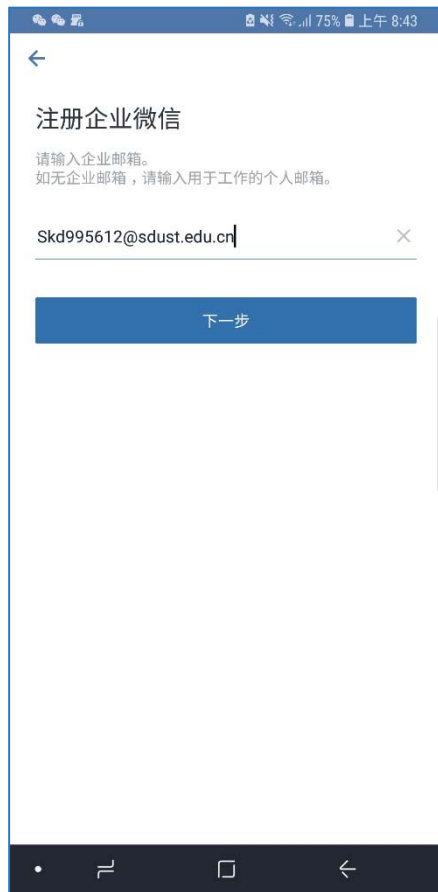 75% 上午 8:43
注册企业微信
请输入企业邮箱。
如无企业邮箱，请输入用于工作的个人邮箱。
Skd995612@sdust.edu.cn
下一步